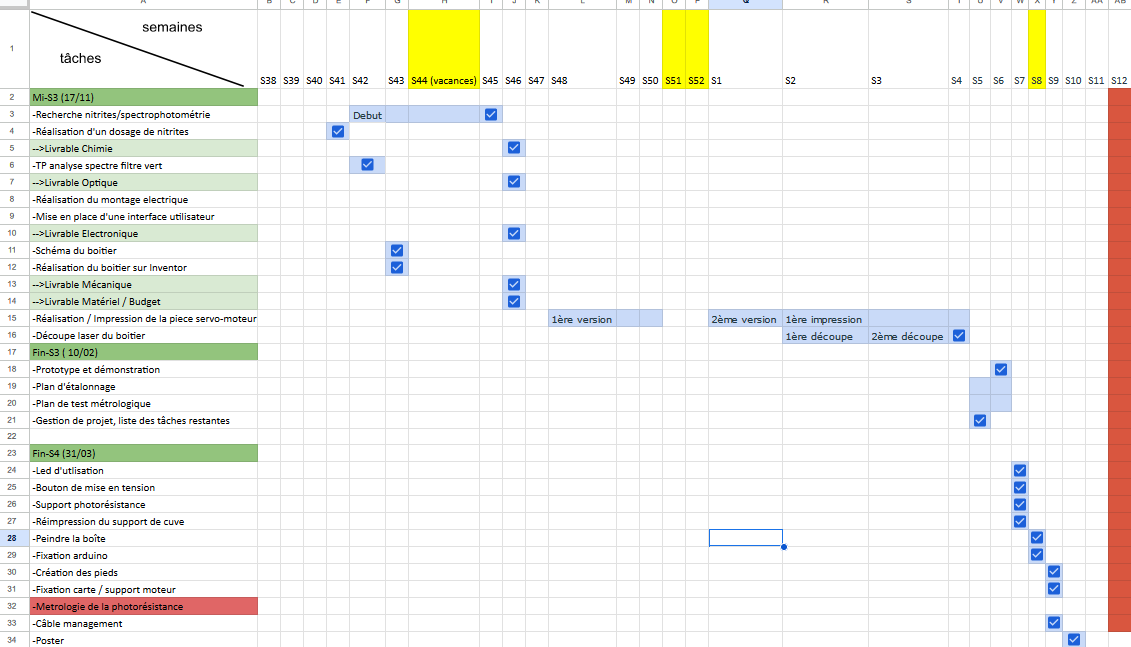 A B C D E F G H I J K L M N O P Q R S T U V W X Y Z AA AB
semaines
tâches
1 S38 S39 S40 S41 S42 S43 S44 (vacances) S45 S46 S47 S48 S49 S50 S51 S52 S1 S2 S3 S4 S5 S6 S7 S8 S9 S10 S11 S12
2 Mi-S3 (17/11)
3 -Recherche nitrites/spectrophotométrie Debut
4 -Réalisation d'un dosage de nitrites
5 -->Livrable Chimie
6 -TP analyse spectre filtre vert
7 -->Livrable Optique
8 -Réalisation du montage electrique
9 -Mise en place d'une interface utilisateur
10 -->Livrable Electronique
11 -Schéma du boitier
12 -Réalisation du boitier sur Inventor
13 -->Livrable Mécanique
14 -->Livrable Matériel / Budget
15 -Réalisation / Impression de la piece servo-moteur 1ère version 2ème version 1ère impression
16 -Découpe laser du boitier 1ère découpe 2ème découpe
17 Fin-S3 ( 10/02)
18 -Prototype et démonstration
19 -Plan d'étalonnage
20 -Plan de test métrologique
21 -Gestion de projet, liste des tâches restantes
22
23 Fin-S4 (31/03)
24 -Led d'utlisation
25 -Bouton de mise en tension
26 -Support photorésistance
27 -Réimpression du support de cuve
28 -Peindre la boîte
29 -Fixation arduino
30 -Création des pieds
31 -Fixation carte / support moteur
32 -Metrologie de la photorésistance
33 -Câble management
34 -Poster